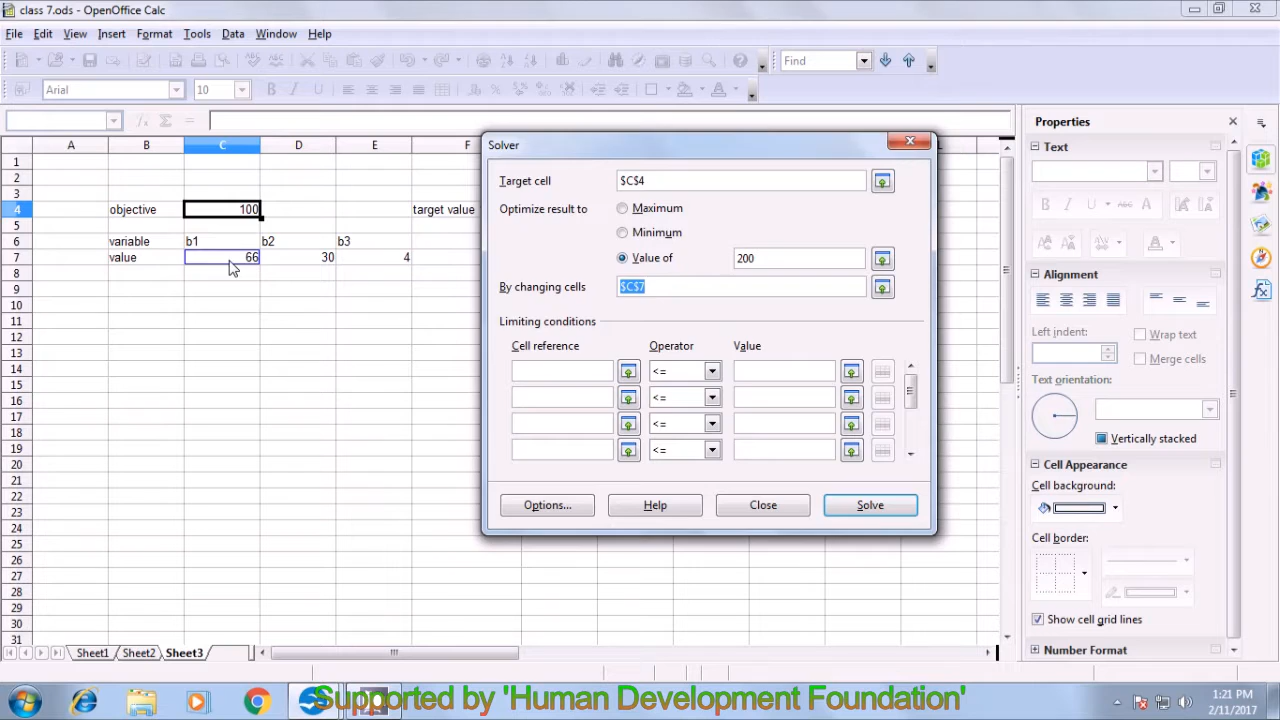 class 7.ods - OpenOffice Calc
File Edit View Insert Format Tools Data Window Help
Find
Arial 10
A B C D E F L
1
2
3
4 objective 100 target value
5
6 variable b1 b2 b3
7 value 66 30 4
8
9
10
11
12
13
14
15
16
17
18
19
20
21
22
23
24
25
26
27
28
29
30
31
Sheet1 Sheet2 Sheet3
Solver
Target cell $C$4
Optimize result to Maximum
Minimum
Value of 200
By changing cells $C$7
Limiting conditions
Cell reference Operator Value
<=
<=
<=
<=
Options... Help Close Solve
Properties
Text
Alignment
Left indent:
Wrap text
Merge cells
Text orientation:
Vertically stacked
Cell Appearance
Cell background:
Cell border:
Show cell grid lines
Number Format
Supported by 'Human Development Foundation'
1:21 PM
2/11/2017